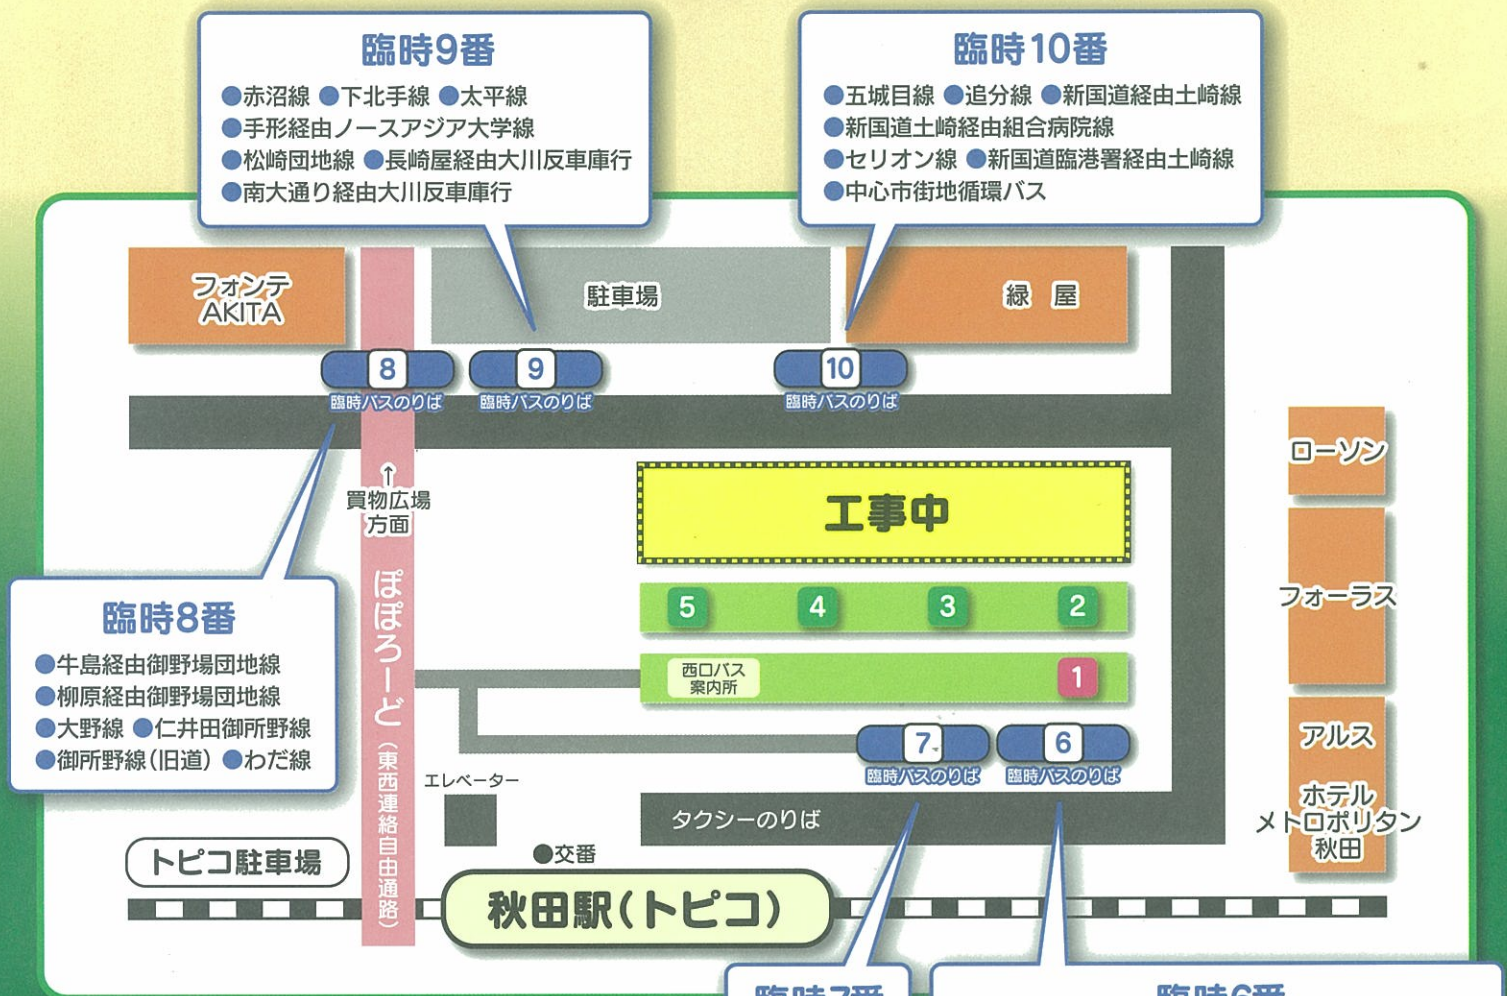 臨時9番
●赤沼線 ●下北手線 ●太平線
●手形経由ノースアジア大学線
●松崎団地線 ●長崎屋経由大川反車庫行
●南大通り経由大川反車庫行
臨時10番
●五城目線 ●追分線 ●新国道経由土崎線
●新国道土崎経由組合病院線
●セリオン線 ●新国道臨港署経由土崎線
●中心市街地循環バス
フォンテ
AKITA
駐車場
緑 屋
8
臨時バスのりば
9
臨時バスのりば
10
臨時バスのりば
↑
買物広場
方面
ぽぽろーど(東西連絡自由通路)
工事中
ローソン
フォーラス
アルス
ホテル
メトロポリタン
秋田
臨時8番
●牛島経由御野場団地線
●柳原経由御野場団地線
●大野線 ●仁井田御所野線
●御所野線(旧道) ●わだ線
5
4
3
2
西口バス
案内所
1
7
臨時バスのりば
6
臨時バスのりば
エレベーター
タクシーのりば
●交番
トピコ駐車場
秋田駅(トピコ)
臨時7番
臨時6番